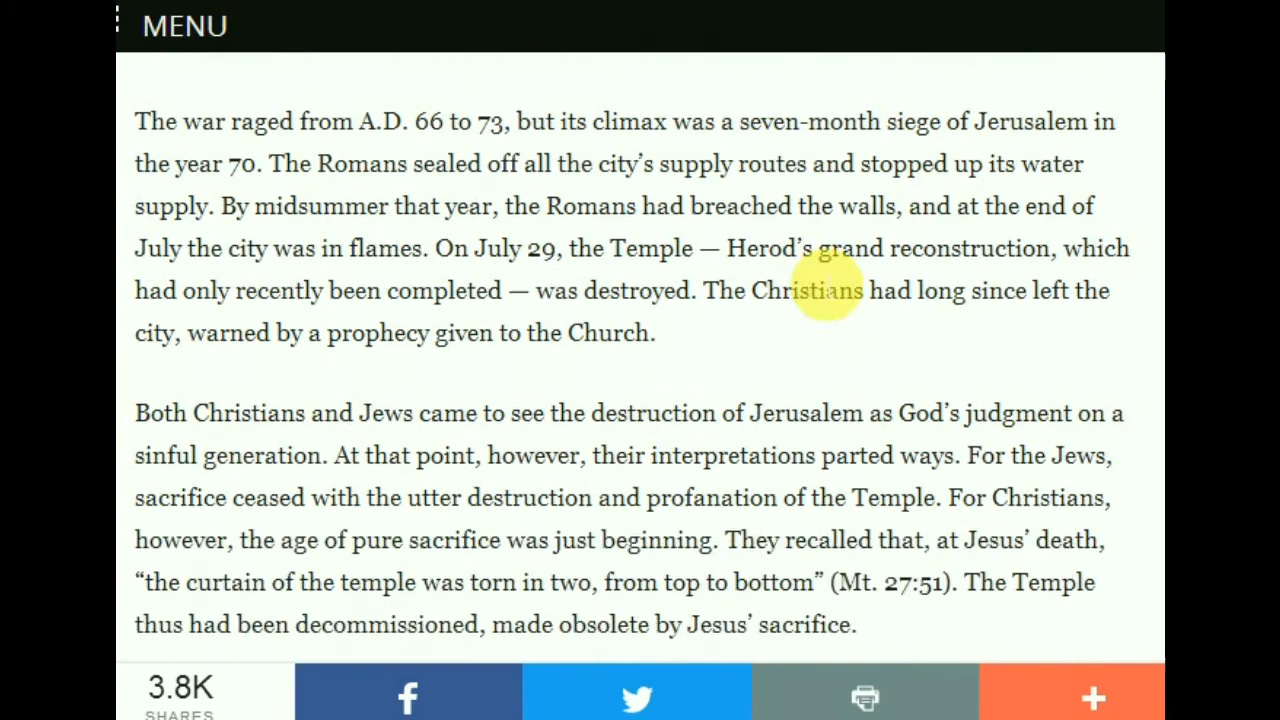 MENU
The war raged from A.D. 66 to 73, but its climax was a seven-month siege of Jerusalem in
the year 70. The Romans sealed off all the city’s supply routes and stopped up its water
supply. By midsummer that year, the Romans had breached the walls, and at the end of
July the city was in flames. On July 29, the Temple — Herod’s grand reconstruction, which
had only recently been completed — was destroyed. The Christians had long since left the
city, warned by a prophecy given to the Church.
Both Christians and Jews came to see the destruction of Jerusalem as God’s judgment on a
sinful generation. At that point, however, their interpretations parted ways. For the Jews,
sacrifice ceased with the utter destruction and profanation of the Temple. For Christians,
however, the age of pure sacrifice was just beginning. They recalled that, at Jesus’ death,
“the curtain of the temple was torn in two, from top to bottom” (Mt. 27:51). The Temple
thus had been decommissioned, made obsolete by Jesus’ sacrifice.
3.8K
SHARES